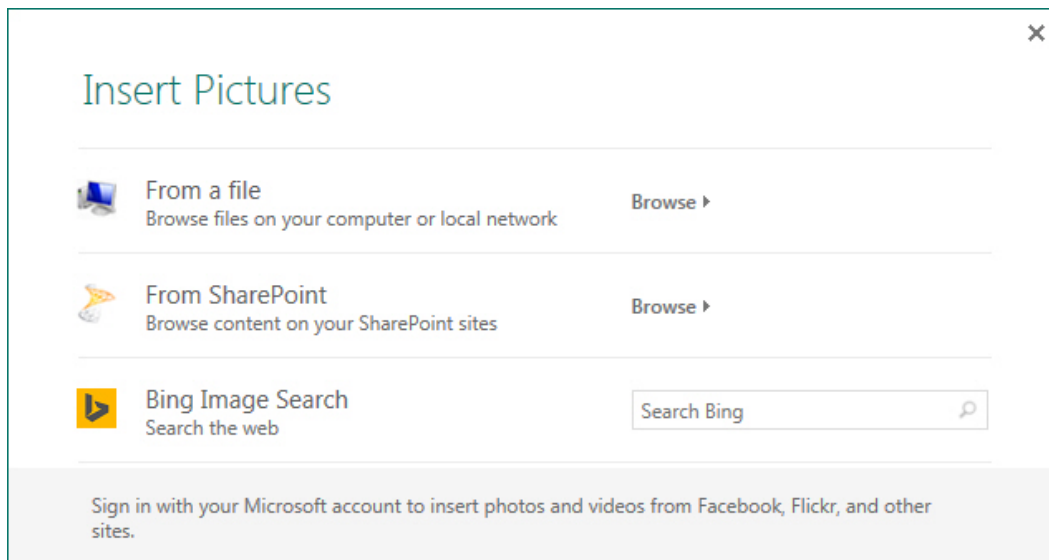 Insert Pictures
From a file
Browse files on your computer or local network
Browse
From SharePoint
Browse content on your SharePoint sites
Browse
Bing Image Search
Search the web
Search Bing
Sign in with your Microsoft account to insert photos and videos from Facebook, Flickr, and other
sites.